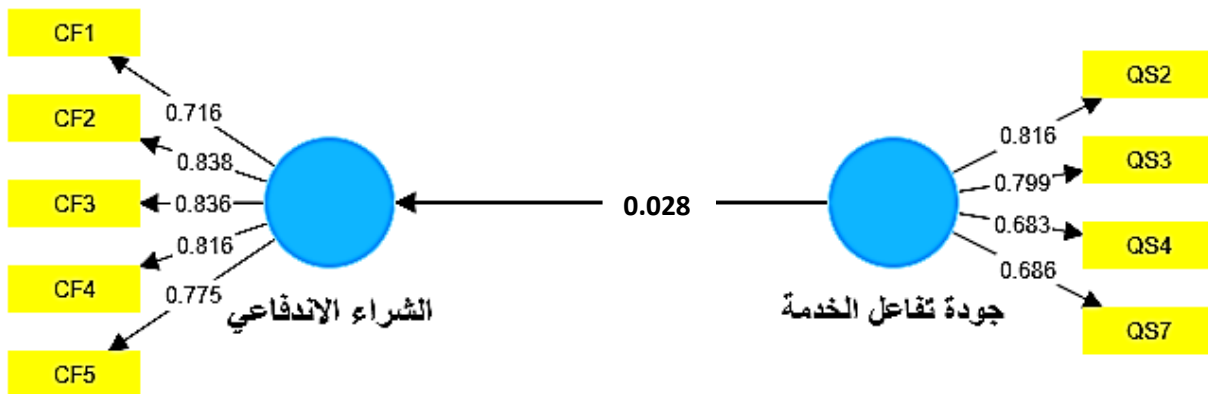 CF1
CF2
CF3
CF4
CF5
0.716
0.838
0.836
0.816
0.775
الشراء الاندفاعي
0.028
جودة تفاعل الخدمة
0.816
0.799
0.683
0.686
QS2
QS3
QS4
QS7